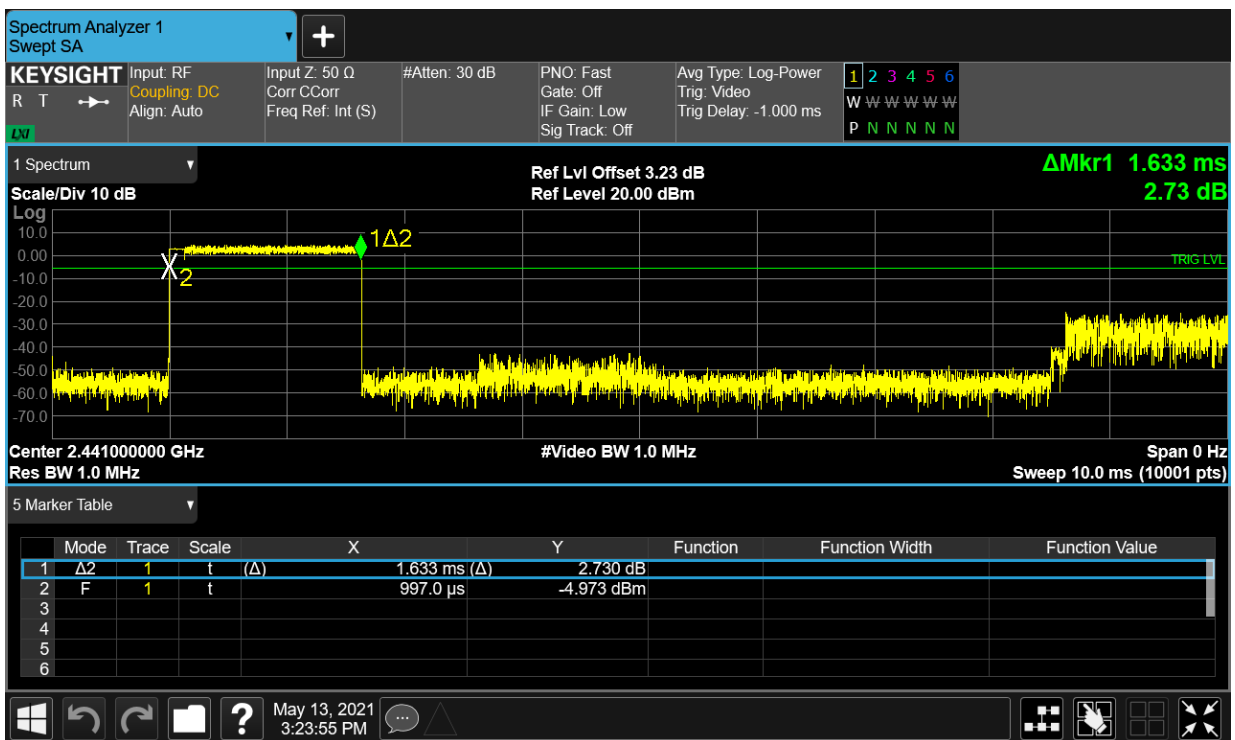 Spectrum Analyzer 1
Swept SA
KEYSIGHT
R T
LXI
Input: RF
Coupling: DC
Align: Auto
Input Z: 50 Ω
Corr CCorr
Freq Ref: Int (S)
#Atten: 30 dB
PNO: Fast
Gate: Off
IF Gain: Low
Sig Track: Off
Avg Type: Log-Power
Trig: Video
Trig Delay: -1.000 ms
1 2 3 4 5 6
W W W W W W
P N N N N N
1 Spectrum
Scale/Div 10 dB
Ref Lvl Offset 3.23 dB
Ref Level 20.00 dBm
ΔMkr1 1.633 ms
2.73 dB
Log
10.0
0.00
-10.0
-20.0
-30.0
-40.0
-50.0
-60.0
-70.0
1Δ2
X2
TRIG LVL
Center 2.441000000 GHz
#Video BW 1.0 MHz
Span 0 Hz
Res BW 1.0 MHz
Sweep 10.0 ms (10001 pts)
5 Marker Table
Mode Trace Scale X Y Function Function Width Function Value
1 Δ2 1 t (Δ) 1.633 ms (Δ) 2.730 dB
2 F 1 t 997.0 µs -4.973 dBm
3
4
5
6
?
May 13, 2021
3:23:55 PM